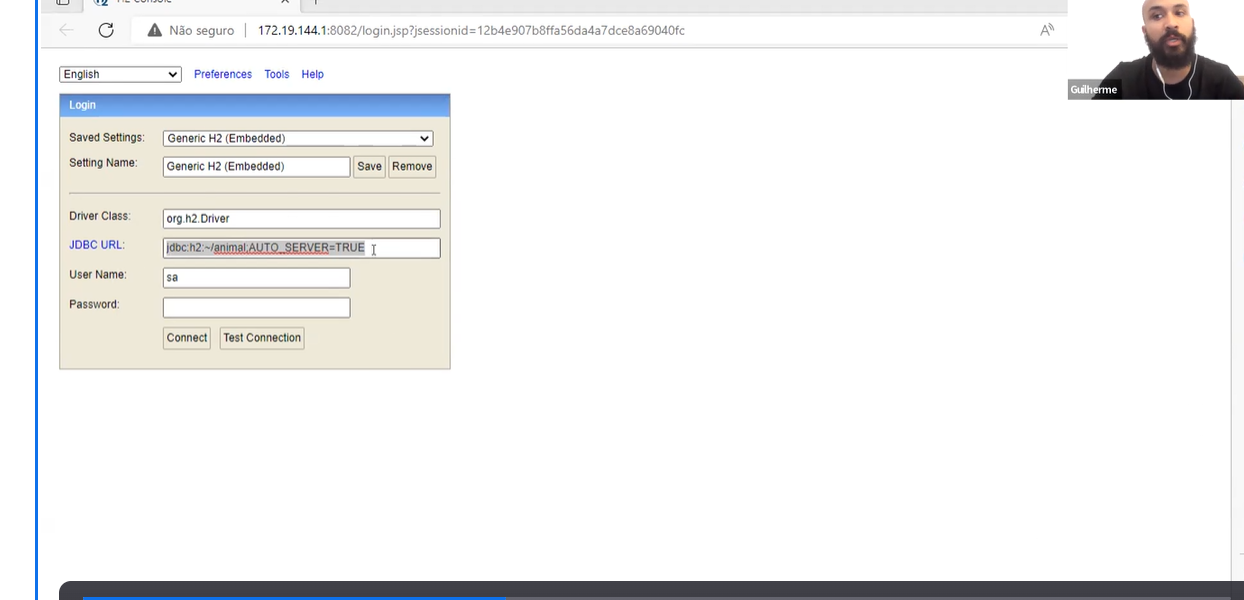 H2 Console
Não seguro 172.19.144.1:8082/login.jsp?jsessionid=12b4e907b8ffa56da4a7dce8a69040fc
Guilherme
English Preferences Tools Help
Login
Saved Settings: Generic H2 (Embedded)
Setting Name: Generic H2 (Embedded) Save Remove
Driver Class: org.h2.Driver
JDBC URL: jdbc:h2:~/animal;AUTO_SERVER=TRUE
User Name: sa
Password:
Connect Test Connection